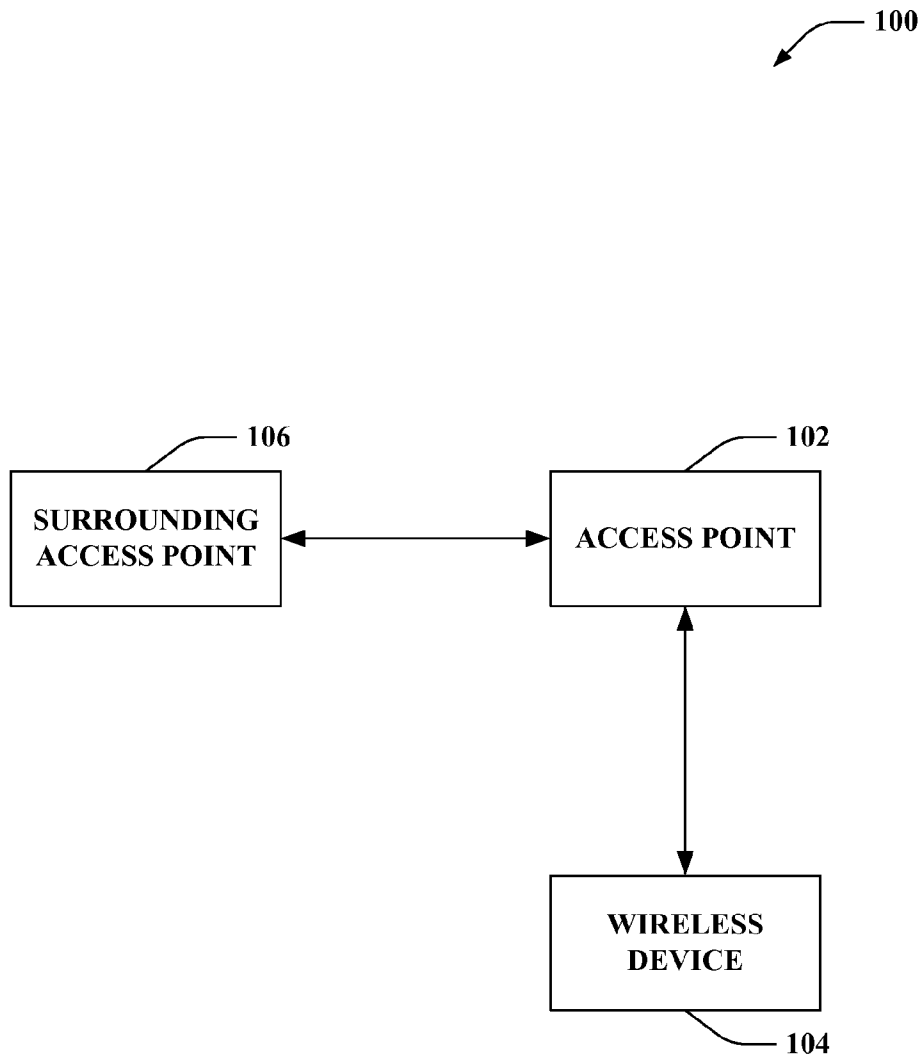 100
106
102
SURROUNDING
ACCESS POINT
ACCESS POINT
WIRELESS
DEVICE
104